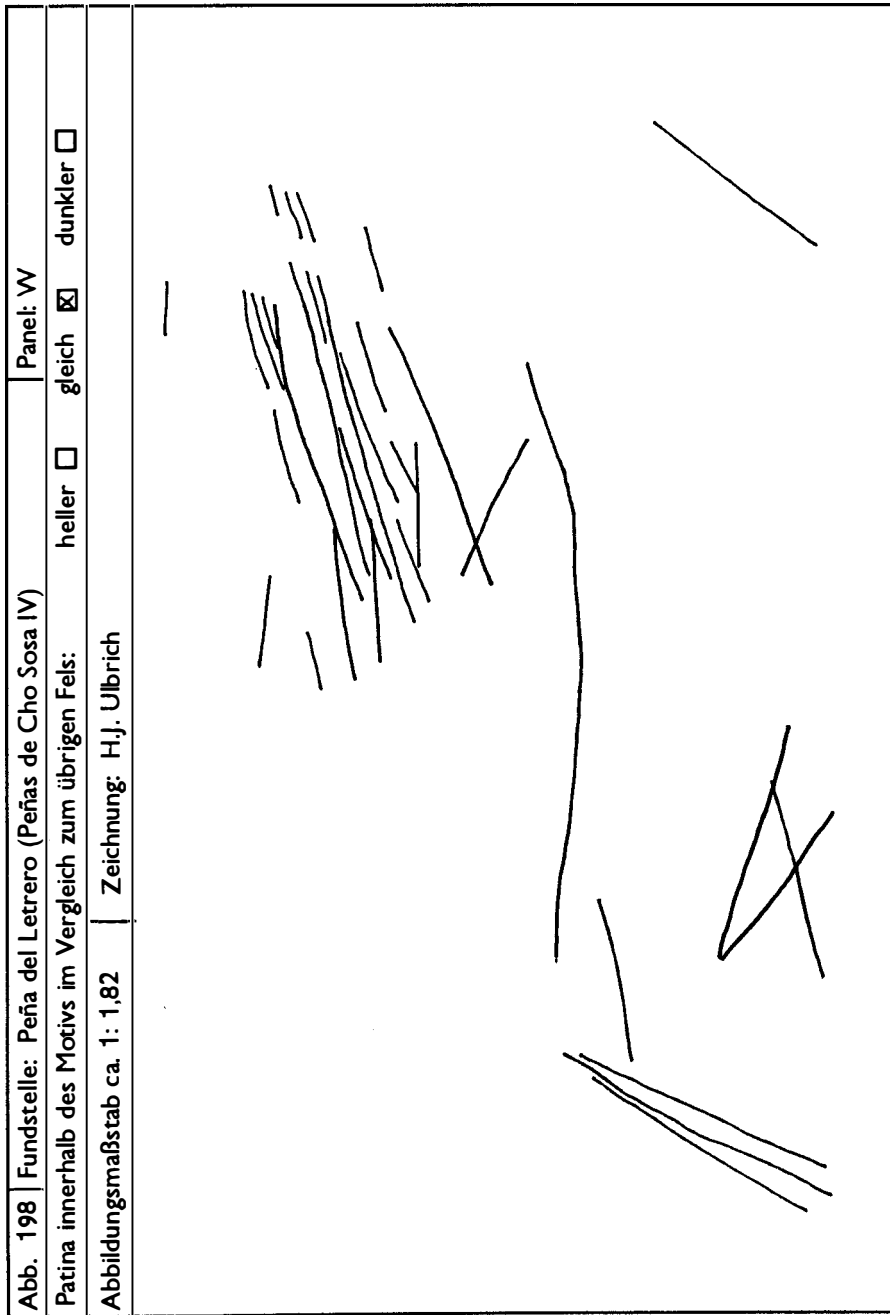 Abb. 198 | Fundstelle: Peña del Letrero (Peñas de Cho Sosa IV) | Panel: W
Patina innerhalb des Motivs im Vergleich zum übrigen Fels: heller ☐ gleich ☒ dunkler ☐
Abbildungsmaßstab ca. 1: 1,82 | Zeichnung: H.J. Ulbrich